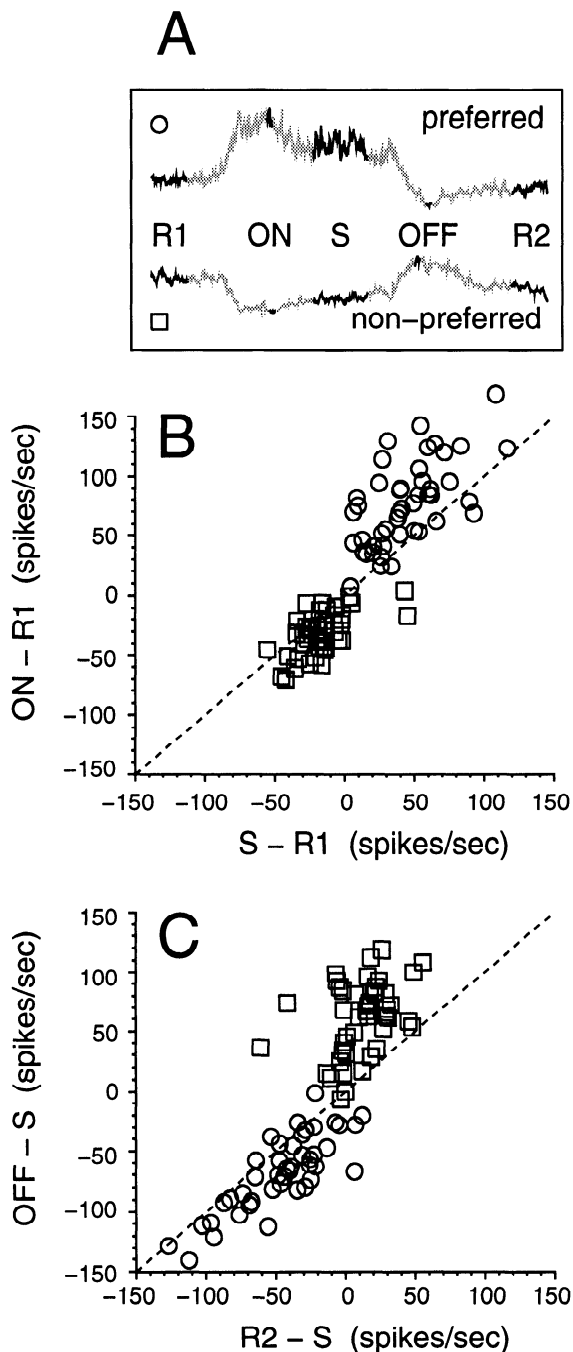 A
preferred
R1 ON S OFF R2
non–preferred
B
ON – R1 (spikes/sec)
150
100
50
0
−50
−100
−150
−150 −100 −50 0 50 100 150
S – R1 (spikes/sec)
C
OFF – S (spikes/sec)
150
100
50
0
−50
−100
−150
−150 −100 −50 0 50 100 150
R2 – S (spikes/sec)